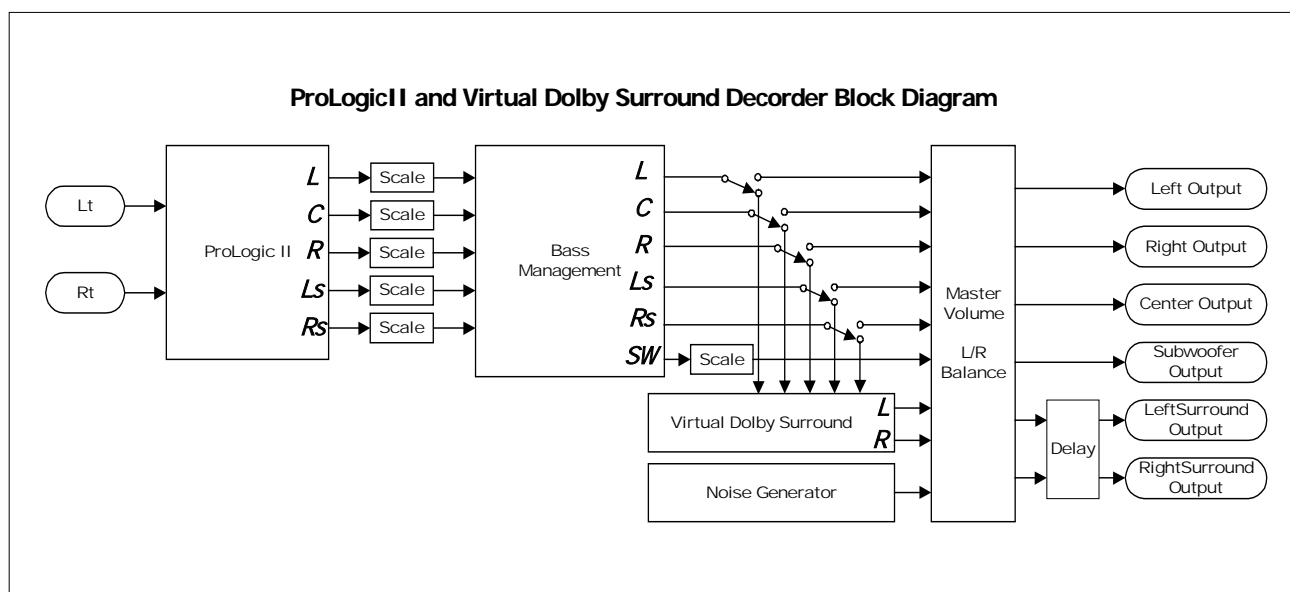 ProLogicII and Virtual Dolby Surround Decorder Block Diagram
Lt
Rt
ProLogic II
L
C
R
Ls
Rs
Scale
Scale
Scale
Scale
Scale
Bass
Management
L
C
R
Ls
Rs
SW
Scale
Virtual Dolby Surround
L
R
Noise Generator
Master
Volume
L/R
Balance
Delay
Left Output
Right Output
Center Output
Subwoofer
Output
LeftSurround
Output
RightSurround
Output